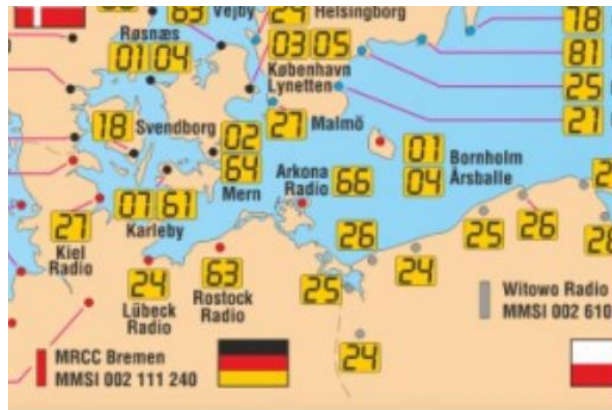 63 Vejby
24 Helsingborg
78
Røsnæs
01 04
03 05
81
København
Lynetten
25
21
18 Svendborg
02
27 Malmö
64
Mern
01
04
Bornholm
Årsballe
Arkona
Radio
66
07 61
Karleby
27
Kiel
Radio
26
25
26
24
24
Lübeck
Radio
63
Rostock
Radio
25
Witowo Radio
MMSI 002 610
24
MRCC Bremen
MMSI 002 111 240